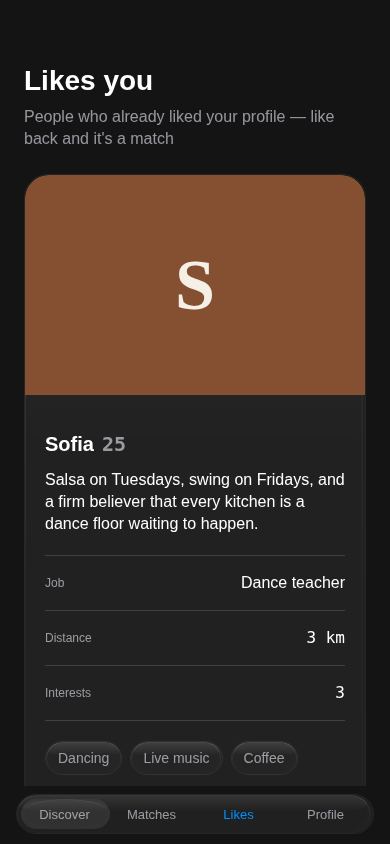 Likes you
People who already liked your profile — like
back and it's a match
S
Sofia 25
Salsa on Tuesdays, swing on Fridays, and
a firm believer that every kitchen is a
dance floor waiting to happen.
Job Dance teacher
Distance 3 km
Interests 3
Dancing Live music Coffee
Discover Matches Likes Profile